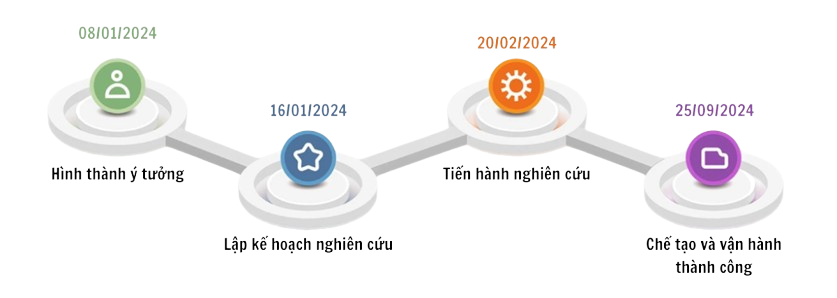 08/01/2024
Hình thành ý tưởng
16/01/2024
Lập kế hoạch nghiên cứu
20/02/2024
Tiến hành nghiên cứu
25/09/2024
Chế tạo và vận hành
thành công